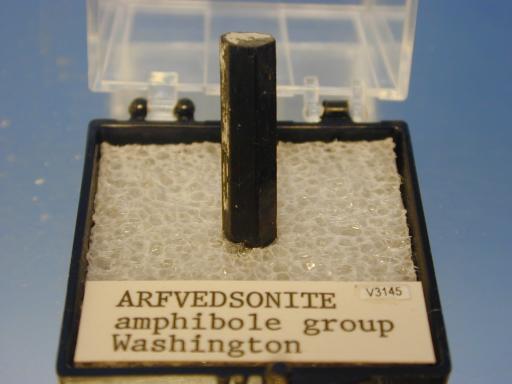 ARFVEDSONITE
V3145
amphibole group
Washington